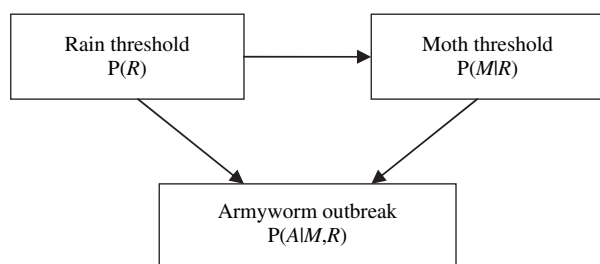 Rain threshold
P(R)
Moth threshold
P(M|R)
Armyworm outbreak
P(A|M,R)